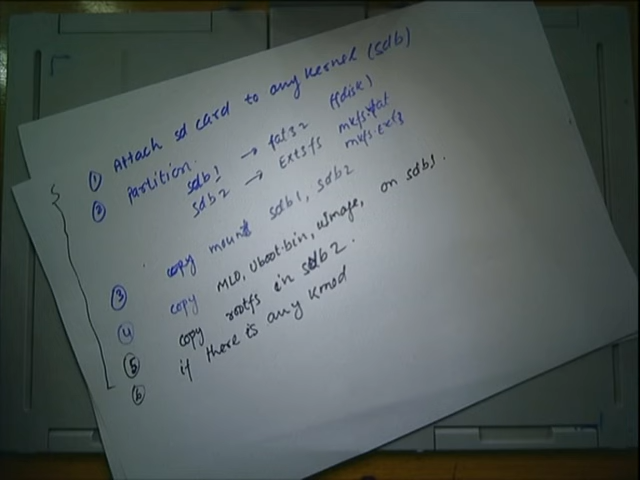 ① Attach sd card to any kernel (sdb)
② partition.
sdb1 → fat32 (fdisk)
sdb2 → Ext3fs mkfs.fat
mkfs.ext3
③ copy mount sdb1, sdb2
④ copy MLO, Uboot.bin, uImage, on sdb1.
⑤ copy rootfs in sdb2.
⑥ if there is any kmod